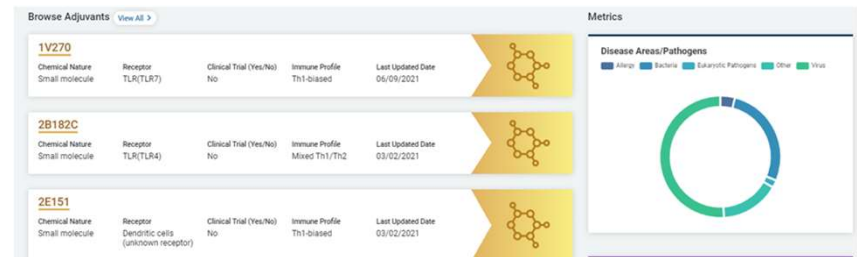 Browse Adjuvants View All >
Metrics
1V270
Chemical Nature Receptor Clinical Trial (Yes/No) Immune Profile Last Updated Date
Small molecule TLR(TLR7) No Th1-biased 06/09/2021
2B182C
Chemical Nature Receptor Clinical Trial (Yes/No) Immune Profile Last Updated Date
Small molecule TLR(TLR4) No Mixed Th1/Th2 03/02/2021
2E151
Chemical Nature Receptor Clinical Trial (Yes/No) Immune Profile Last Updated Date
Small molecule Dendritic cells No Th1-biased 03/02/2021
(unknown receptor)
Disease Areas/Pathogens
Allergy Bacteria Eukaryotic Pathogens Other Virus